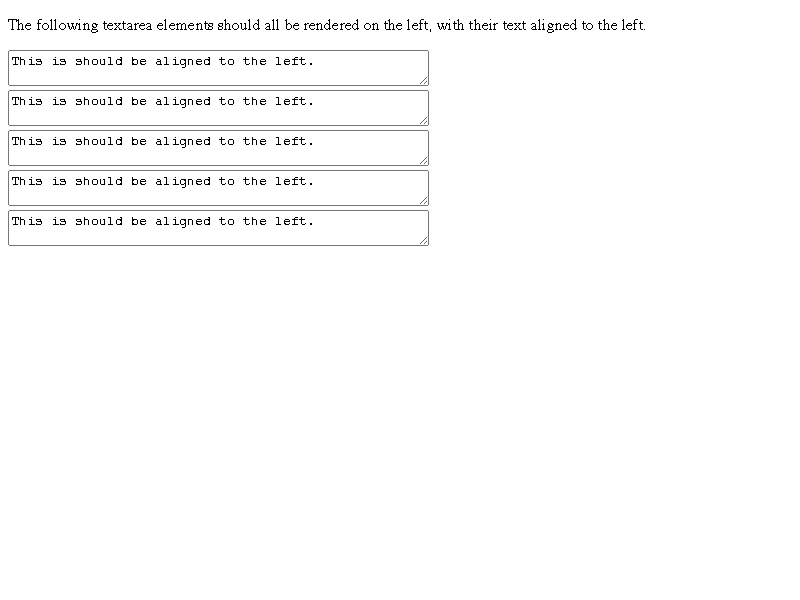 The following textarea elements should all be rendered on the left, with their text aligned to the left.
This is should be aligned to the left.
This is should be aligned to the left.
This is should be aligned to the left.
This is should be aligned to the left.
This is should be aligned to the left.